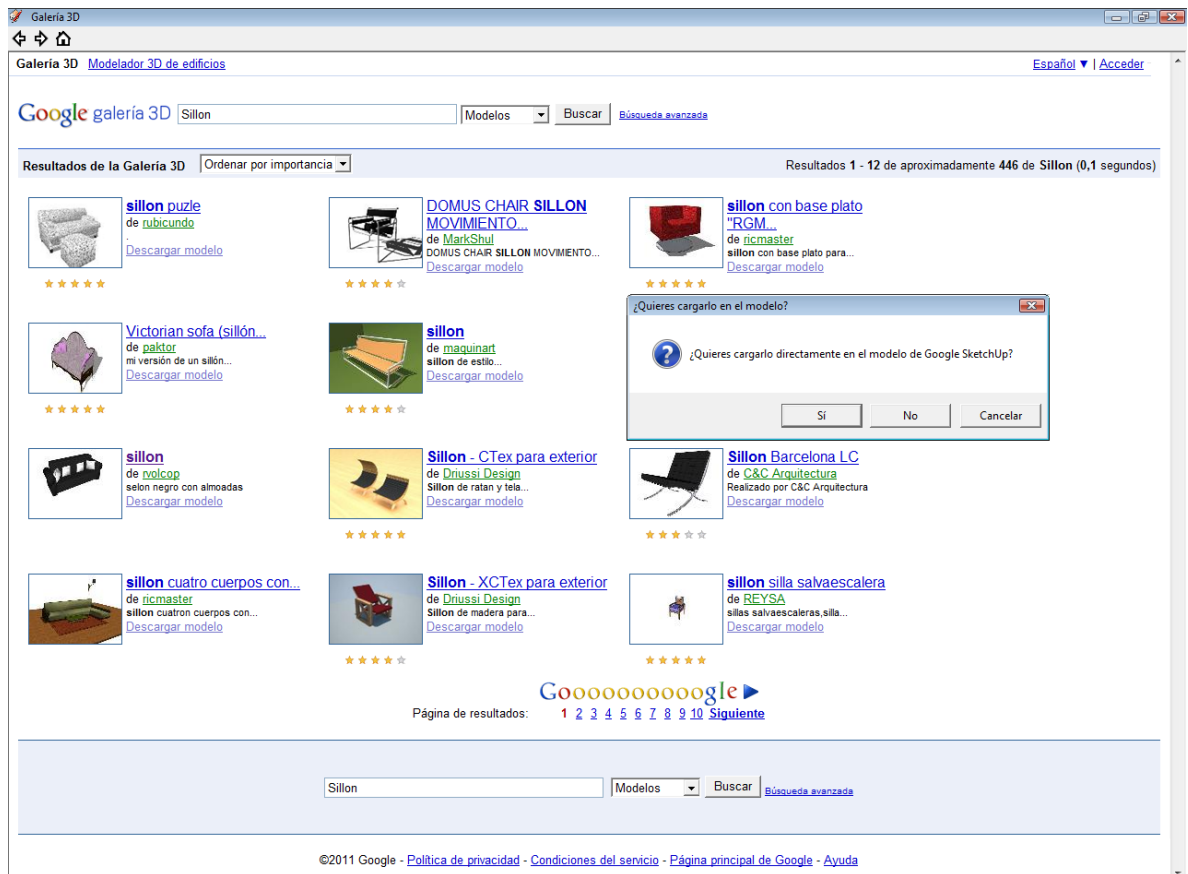 Galería 3D
Galería 3D Modelador 3D de edificios Español ▼ | Acceder
Google galería 3D Sillon Modelos Buscar Búsqueda avanzada
Resultados de la Galería 3D Ordenar por importancia Resultados 1 - 12 de aproximadamente 446 de Sillon (0,1 segundos)
sillon puzle
de rubicundo
.
Descargar modelo
DOMUS CHAIR SILLON
MOVIMIENTO...
de MarkShul
DOMUS CHAIR SILLON MOVIMIENTO...
Descargar modelo
sillon con base plato
"RGM...
de ricmaster
sillon con base plato para...
Descargar modelo
Victorian sofa (sillón...
de paktor
mi versión de un sillón...
Descargar modelo
sillon
de maquinart
sillon de estilo...
Descargar modelo
¿Quieres cargarlo en el modelo?
¿Quieres cargarlo directamente en el modelo de Google SketchUp?
Sí No Cancelar
sillon
de rvolcop
selon negro con almoadas
Descargar modelo
Sillon - CTex para exterior
de Driussi Design
Sillon de ratan y tela...
Descargar modelo
Sillon Barcelona LC
de C&C Arquitectura
Realizado por C&C Arquitectura
Descargar modelo
sillon cuatro cuerpos con...
de ricmaster
sillon cuatron cuerpos con...
Descargar modelo
Sillon - XCTex para exterior
de Driussi Design
Sillon de madera para...
Descargar modelo
sillon silla salvaescalera
de REYSA
sillas salvaescaleras,silla...
Descargar modelo
Goooooooooogle
Página de resultados: 1 2 3 4 5 6 7 8 9 10 Siguiente
Sillon Modelos Buscar Búsqueda avanzada
©2011 Google - Política de privacidad - Condiciones del servicio - Página principal de Google - Ayuda